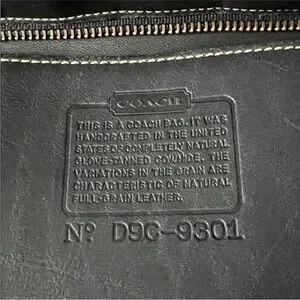 COACH
THIS IS A COACH BAG. IT WAS
HANDCRAFTED IN THE UNITED
STATES OF COMPLETELY NATURAL
GLOVE-TANNED COWHIDE. THE
VARIATIONS IN THE GRAIN ARE
CHARACTERISTIC OF NATURAL
FULL-GRAIN LEATHER.
Nº D9C-9301